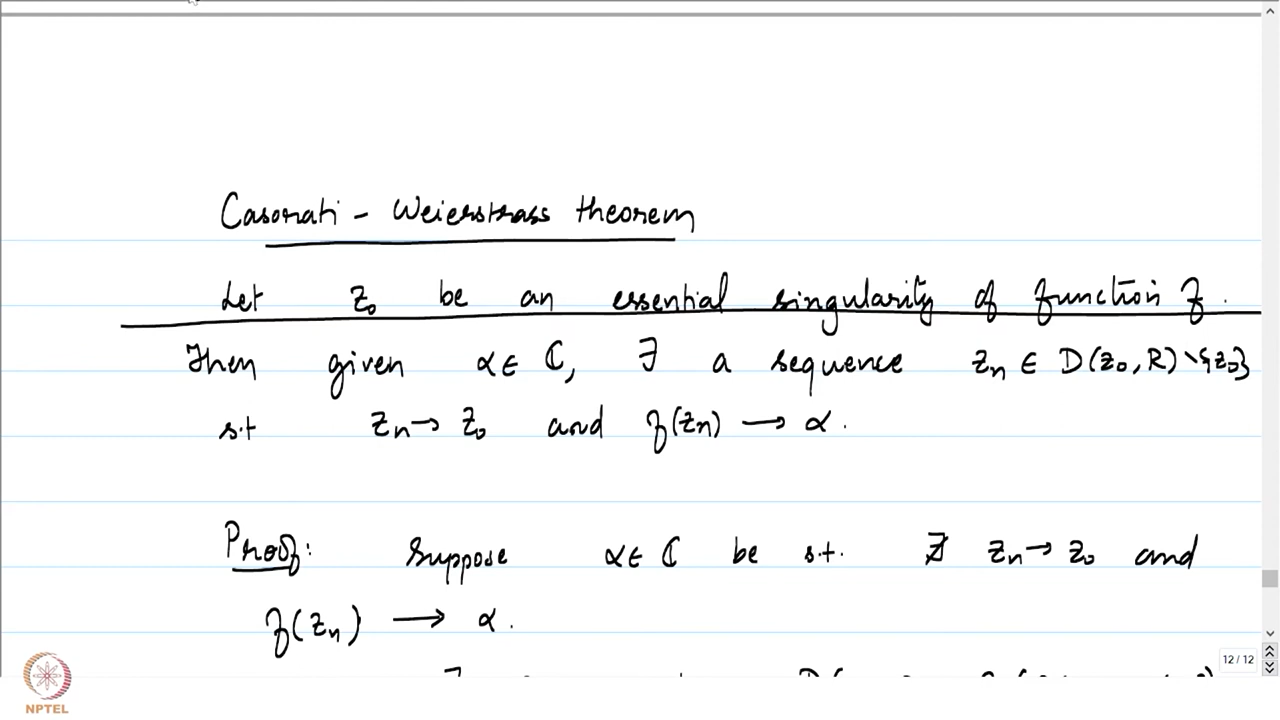 Casorati - Weierstrass theorem
Let z₀ be an essential singularity of function f.
Then given α ∈ ℂ, ∃ a sequence zₙ ∈ D(z₀, R) \ {z₀}
s.t zₙ → z₀ and f(zₙ) → α.
Proof: Suppose α ∈ ℂ be s.t. ∄ zₙ → z₀ and
f(zₙ) → α.
12 / 12
NPTEL